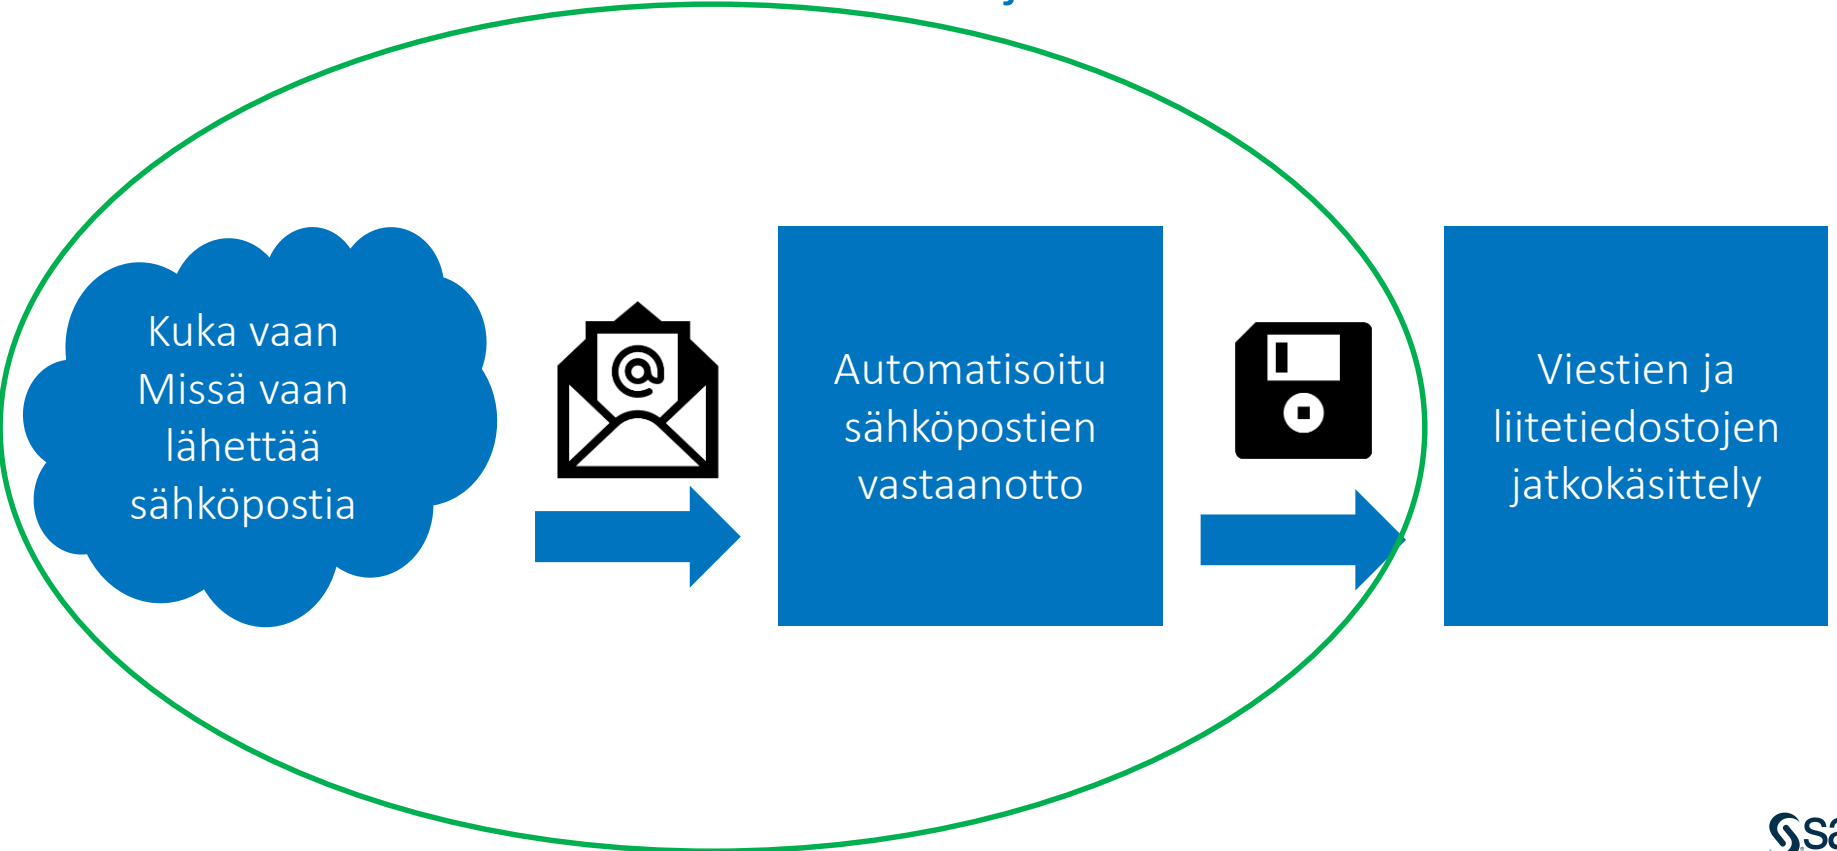 Kuka vaan
Missä vaan
lähettää
sähköpostia
@
Automatisoitu
sähköpostien
vastaanotto
Viestien ja
liitetiedostojen
jatkokäsittely